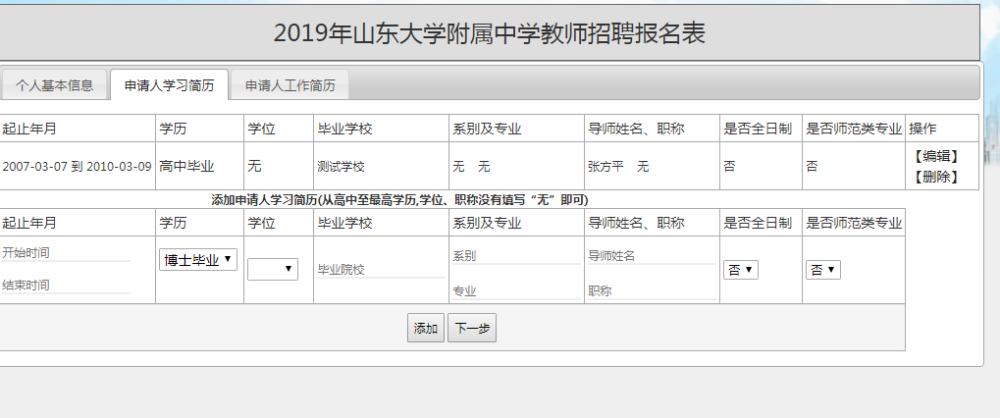 2019年山东大学附属中学教师招聘报名表
个人基本信息 申请人学习简历 申请人工作简历
起止年月 学历 学位 毕业学校 系别及专业 导师姓名、职称 是否全日制 是否师范类专业 操作
2007-03-07 到 2010-03-09 高中毕业 无 测试学校 无 无 张方平 无 否 否 【编辑】
【删除】
添加申请人学习简历(从高中至最高学历,学位、职称没有填写“无”即可)
起止年月 学历 学位 毕业学校 系别及专业 导师姓名、职称 是否全日制 是否师范类专业
开始时间 系别 导师姓名
博士毕业 毕业院校 否 否
结束时间 专业 职称
添加 下一步